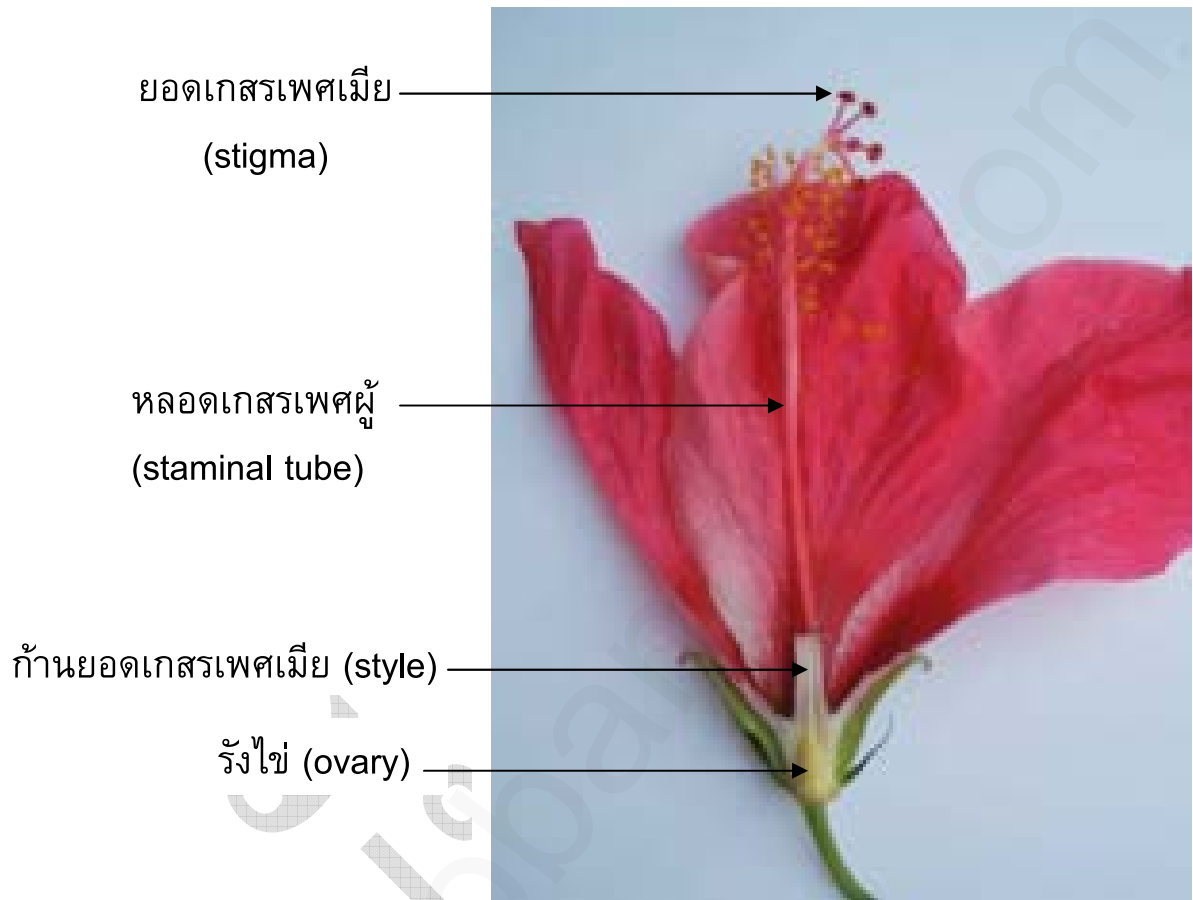 ยอดเกสรเพศเมีย
(stigma)
หลอดเกสรเพศผู้
(staminal tube)
ก้านยอดเกสรเพศเมีย (style)
รังไข่ (ovary)